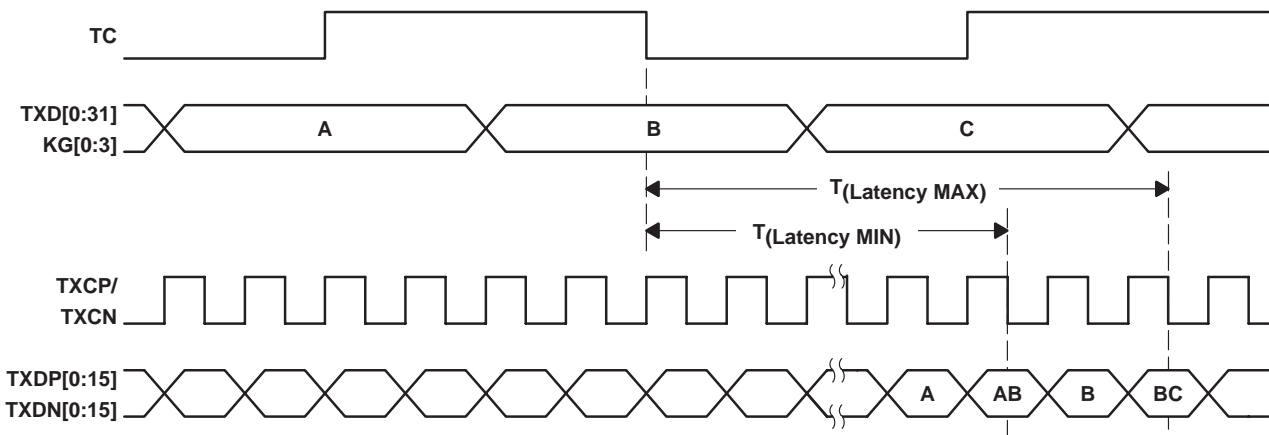 TC
TXD[0:31]
KG[0:3]
A
B
C
T(Latency MAX)
T(Latency MIN)
TXCP/
TXCN
TXDP[0:15]
TXDN[0:15]
A
AB
B
BC